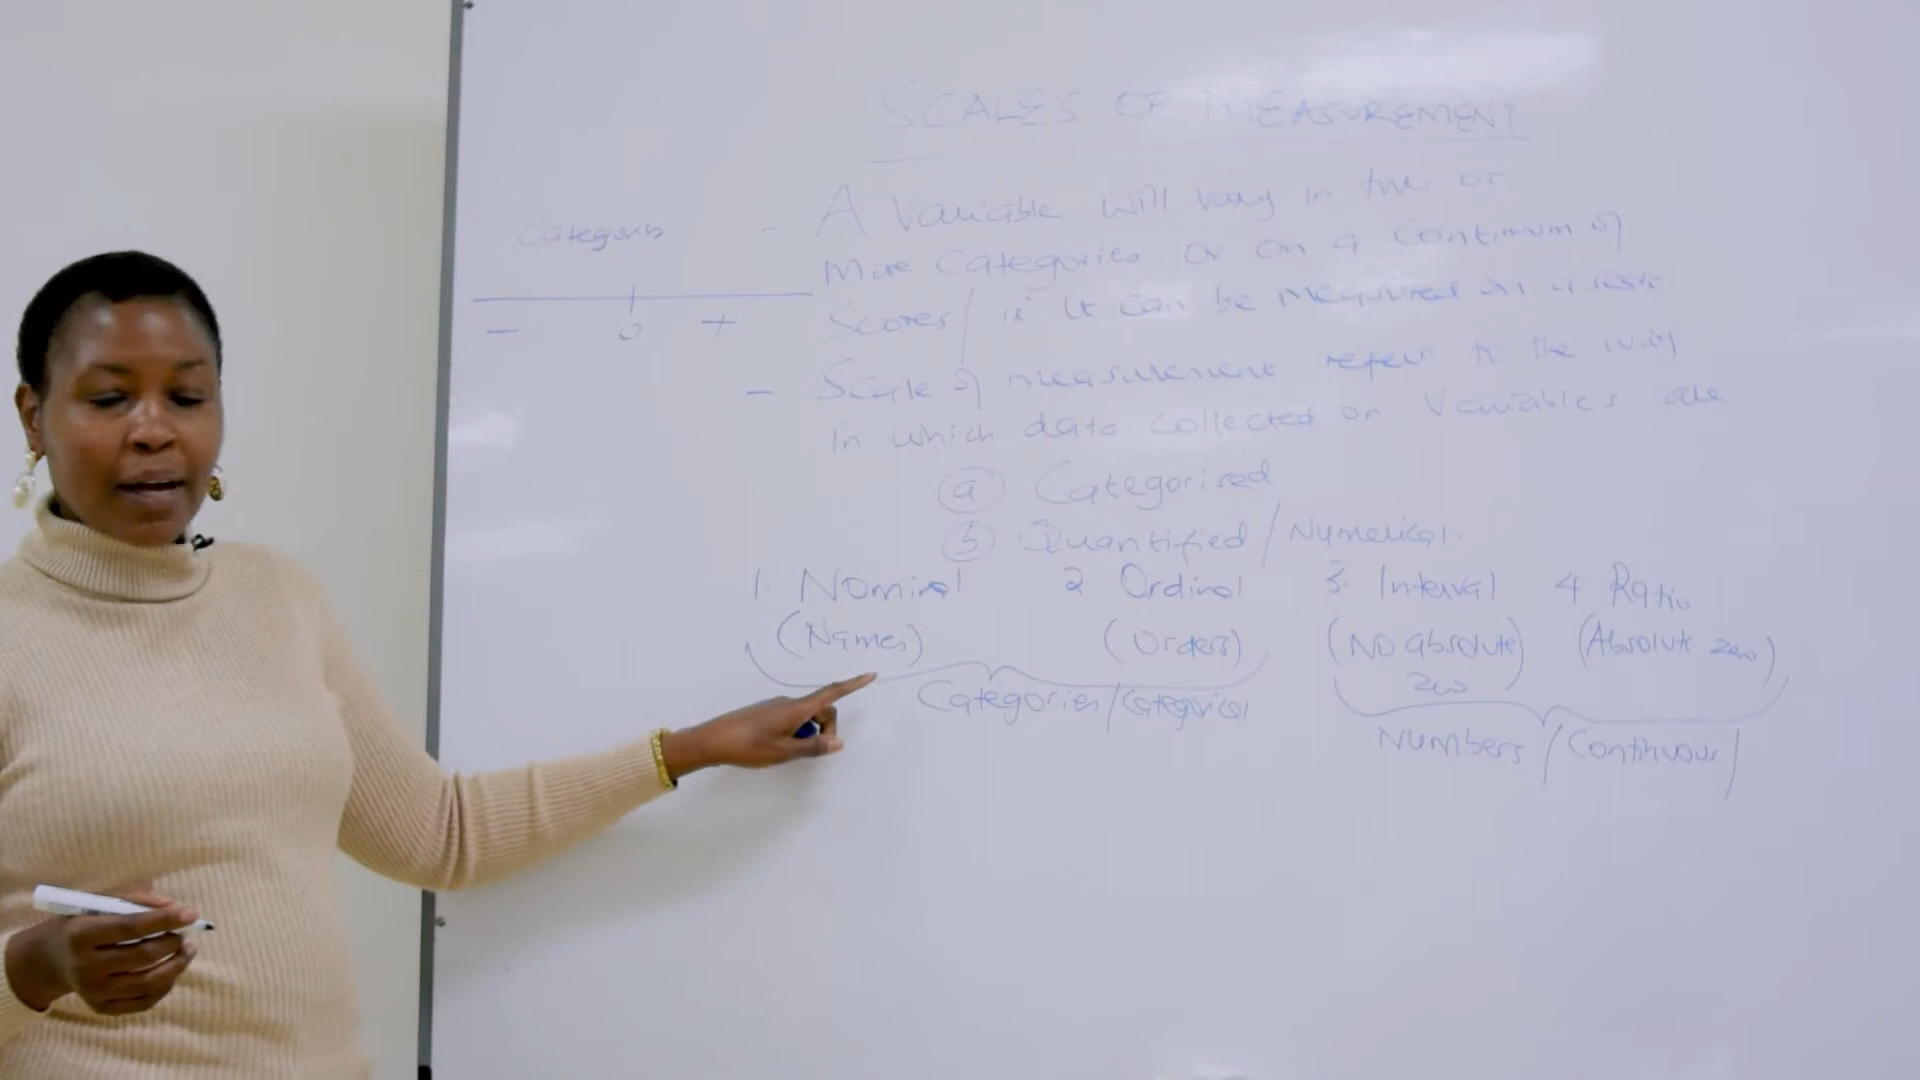 SCALES OF MEASUREMENT
Categories
- 0 +
- A Variable will vary in two or
more categories or on a continuum of
Scores/ ie it can be measured on a scale
- Scale of measurement refer to the way
in which data collected on Variables are
(a) Categorised
(b) Quantified/Numerical.
1. Nominal 2. Ordinal 3. Interval 4 Ratio
(Names) (Orders) (No absolute (Absolute zero)
Zero
Categories/Categorical
Numbers/Continuous/